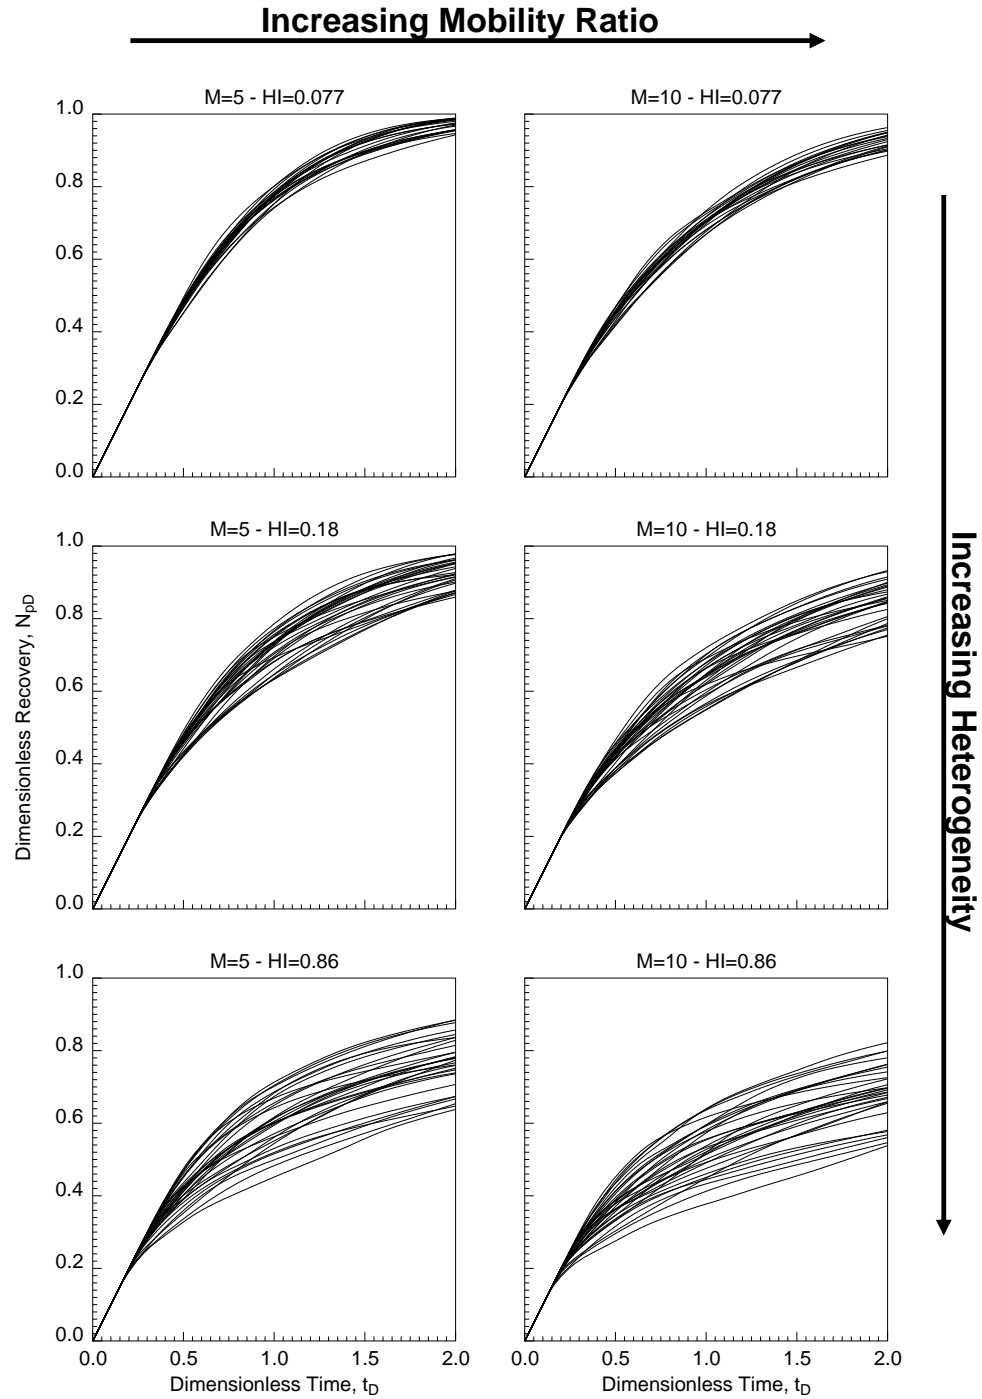 Increasing Mobility Ratio
M=5 - HI=0.077
M=10 - HI=0.077
1.0
0.8
0.6
0.4
0.2
0.0
M=5 - HI=0.18
M=10 - HI=0.18
1.0
0.8
0.6
0.4
0.2
0.0
Dimensionless Recovery, NpD
Increasing Heterogeneity
M=5 - HI=0.86
M=10 - HI=0.86
1.0
0.8
0.6
0.4
0.2
0.0
0.0 0.5 1.0 1.5 2.0
0.0 0.5 1.0 1.5 2.0
Dimensionless Time, tD
Dimensionless Time, tD